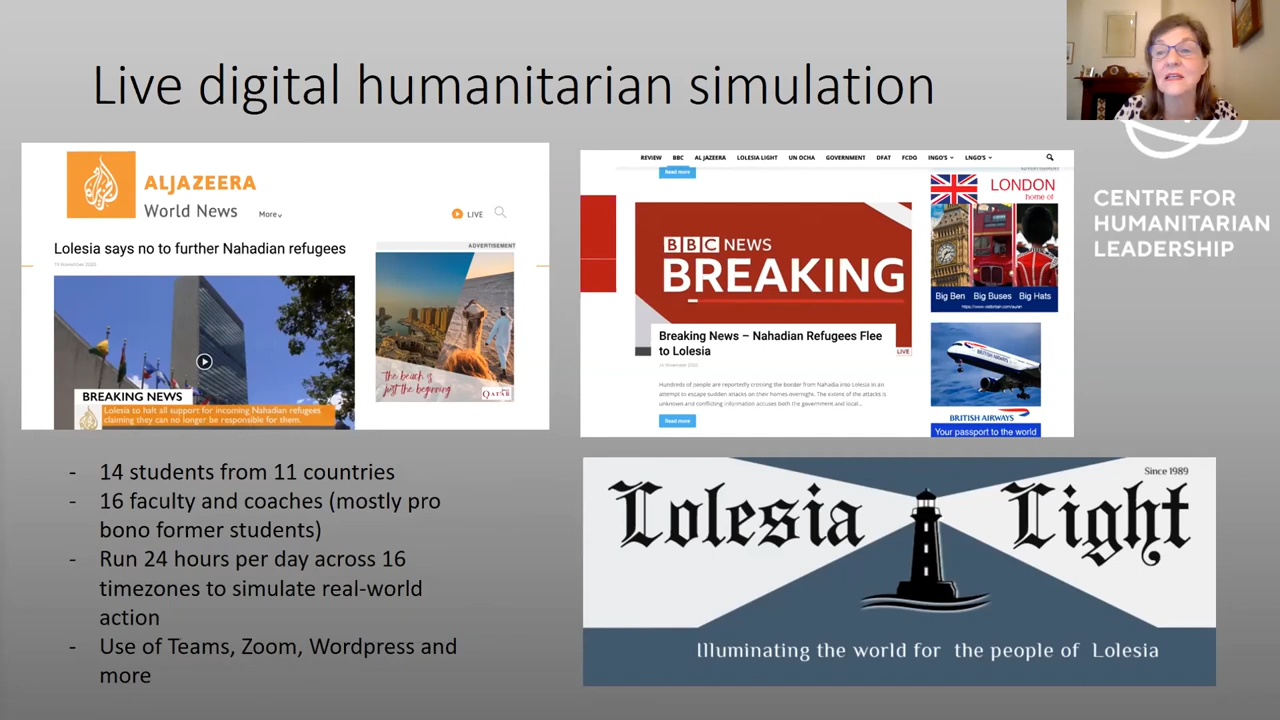 Live digital humanitarian simulation
CENTRE FOR
HUMANITARIAN
LEADERSHIP
ALJAZEERA
World News
More
LIVE
ADVERTISEMENT
Lolesia says no to further Nahadian refugees
BREAKING NEWS
Lolesia to halt all support for incoming Nahadian refugees
claiming they can no longer be responsible for them.
the beach is
just the beginning
QATAR
REVIEW BBC AL JAZEERA LOLESIA LIGHT UN OCHA GOVERNMENT DFAT FCDO INGO'S LNGO'S
Read more
BBC NEWS
BREAKING
Breaking News – Nahadian Refugees Flee
to Lolesia
LIVE
Hundreds of people are reportedly crossing the border from Nahadia into Lolesia in an
attempt to escape sudden attacks on their homes overnight. The extent of the attacks is
unknown and conflicting information accuses both the government and local...
Read more
LONDON
home of
Big Ben Big Buses Big Hats
BRITISH AIRWAYS
Your passport to the world
- 14 students from 11 countries
- 16 faculty and coaches (mostly pro
bono former students)
- Run 24 hours per day across 16
timezones to simulate real-world
action
- Use of Teams, Zoom, Wordpress and
more
Since 1989
Lolesia Light
Illuminating the world for the people of Lolesia